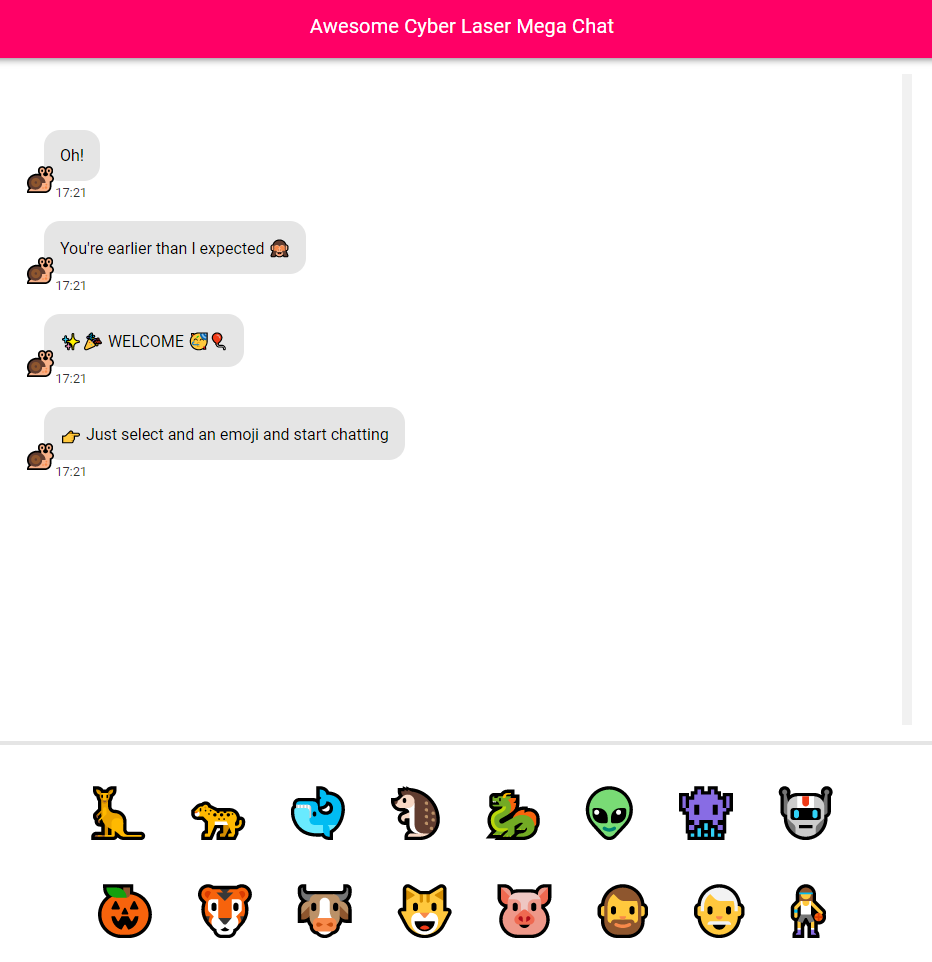 Awesome Cyber Laser Mega Chat
Oh!
17:21
You're earlier than I expected 🙈
17:21
✨🎉 WELCOME 🥳🎈
17:21
👉 Just select and an emoji and start chatting
17:21